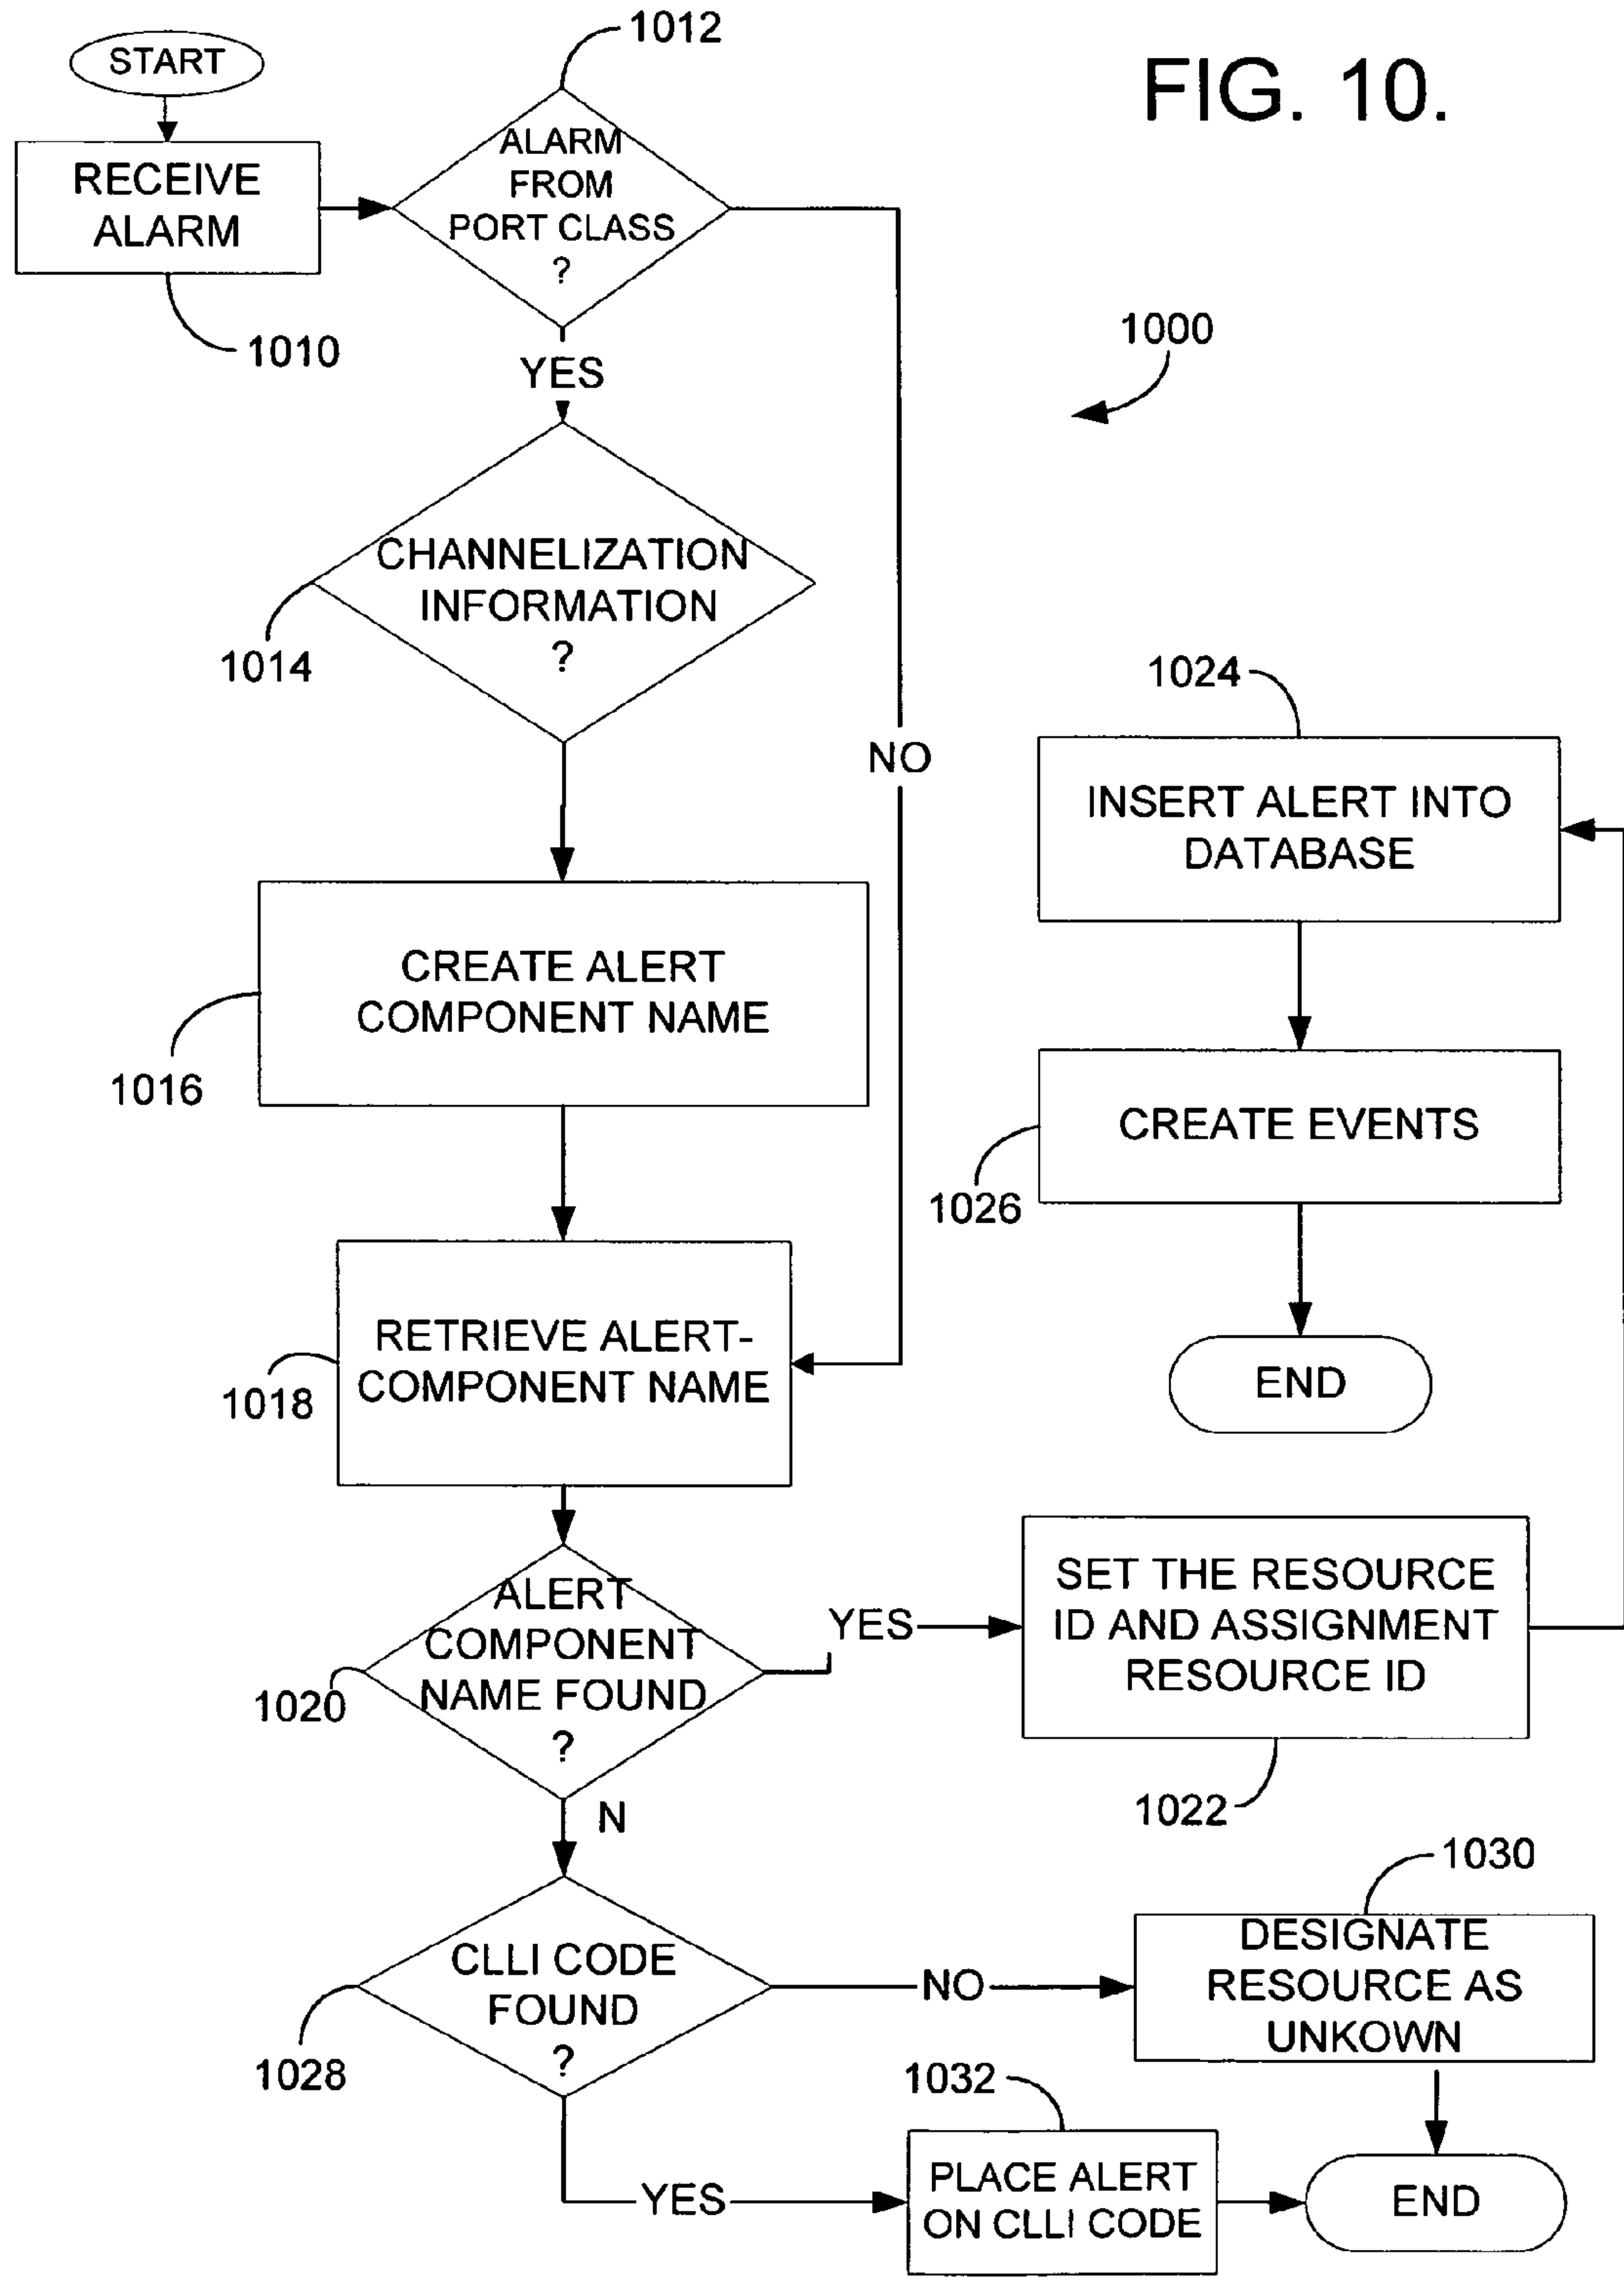 FIG. 10.
START
1012
RECEIVE
ALARM
1010
ALARM
FROM
PORT CLASS
?
YES
NO
1000
CHANNELIZATION
INFORMATION
?
1014
CREATE ALERT
COMPONENT NAME
1016
RETRIEVE ALERT-
COMPONENT NAME
1018
ALERT
COMPONENT
NAME FOUND
?
1020
YES
SET THE RESOURCE
ID AND ASSIGNMENT
RESOURCE ID
1022
1024
INSERT ALERT INTO
DATABASE
CREATE EVENTS
1026
END
N
CLLI CODE
FOUND
?
1028
NO
1030
DESIGNATE
RESOURCE AS
UNKOWN
YES
1032
PLACE ALERT
ON CLLI CODE
END